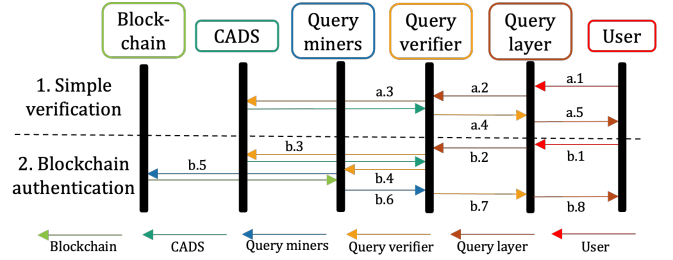 Block-
chain
CADS
Query
miners
Query
verifier
Query
layer
User
1. Simple
verification
a.1
a.2
a.3
a.4
a.5
2. Blockchain
authentication
b.1
b.2
b.3
b.4
b.5
b.6
b.7
b.8
Blockchain
CADS
Query miners
Query verifier
Query layer
User